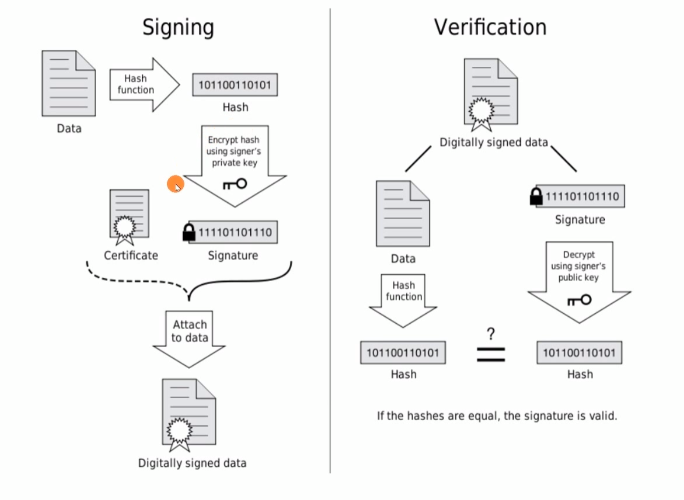 Signing
Hash
function
101100110101
Hash
Data
Encrypt hash
using signer's
private key
111101101110
Certificate
Signature
Attach
to data
Digitally signed data
Verification
Digitally signed data
111101101110
Signature
Data
Hash
function
Decrypt
using signer's
public key
?
101100110101
101100110101
Hash
Hash
If the hashes are equal, the signature is valid.